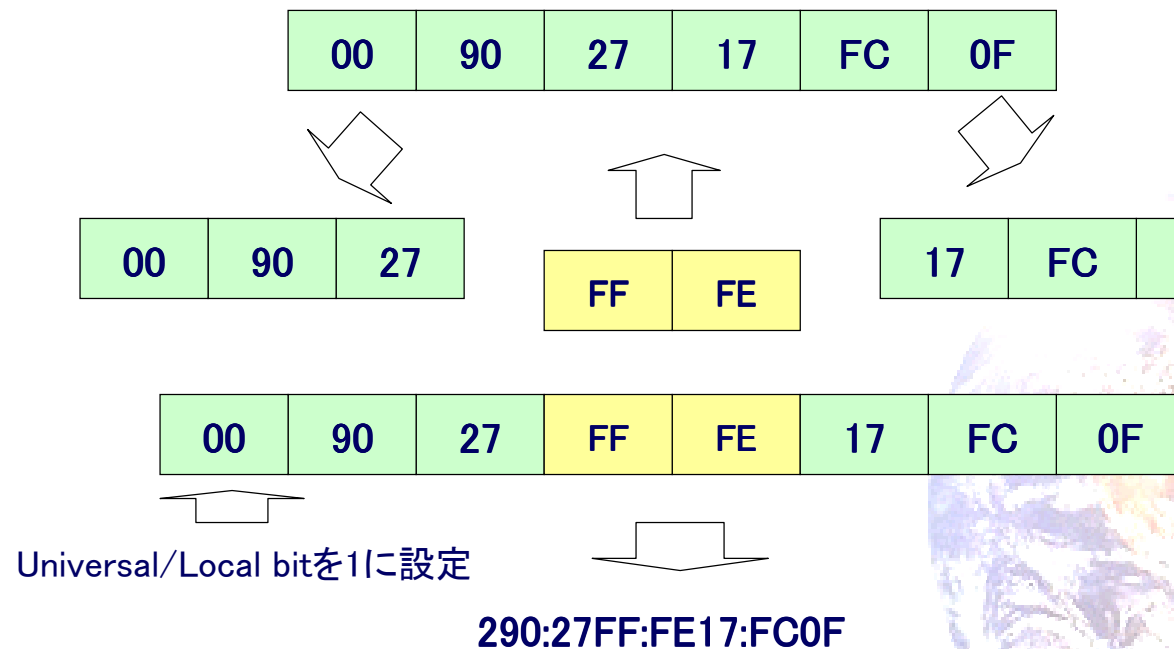 00 90 27 17 FC 0F
00 90 27 17 FC
FF FE
00 90 27 FF FE 17 FC 0F
Universal/Local bitを1に設定
290:27FF:FE17:FC0F